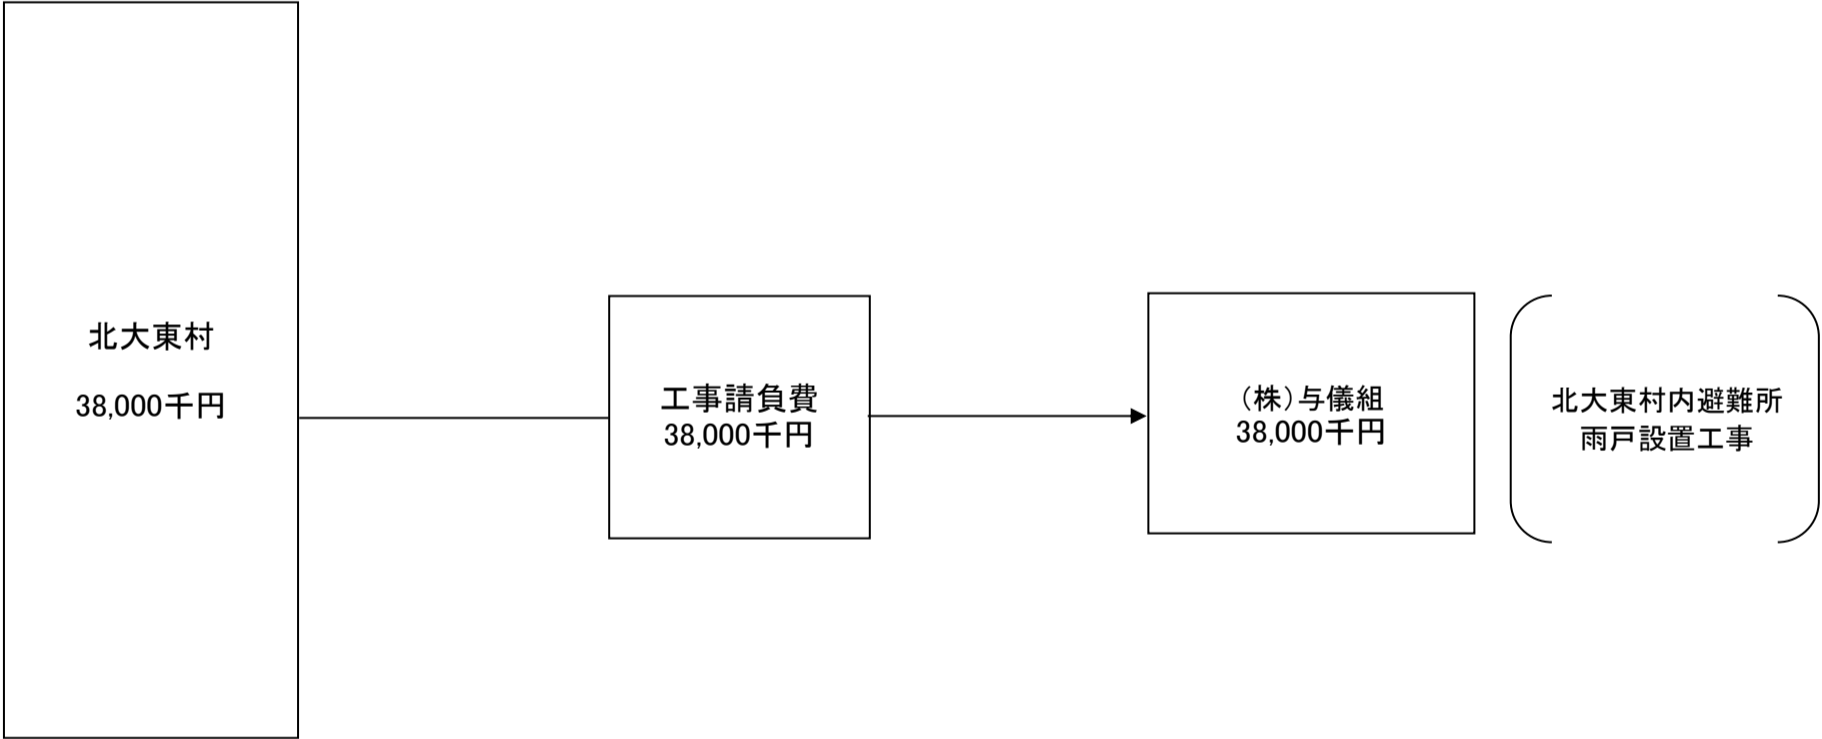 北大東村
38,000千円
工事請負費
38,000千円
（株）与儀組
38,000千円
北大東村内避難所
雨戸設置工事